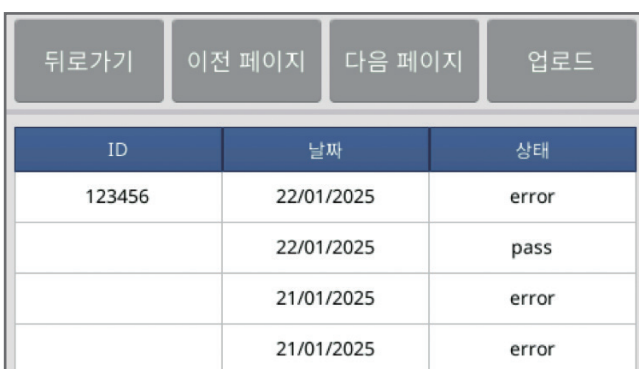 뒤로가기 이전 페이지 다음 페이지 업로드
ID 날짜 상태
123456 22/01/2025 error
22/01/2025 pass
21/01/2025 error
21/01/2025 error